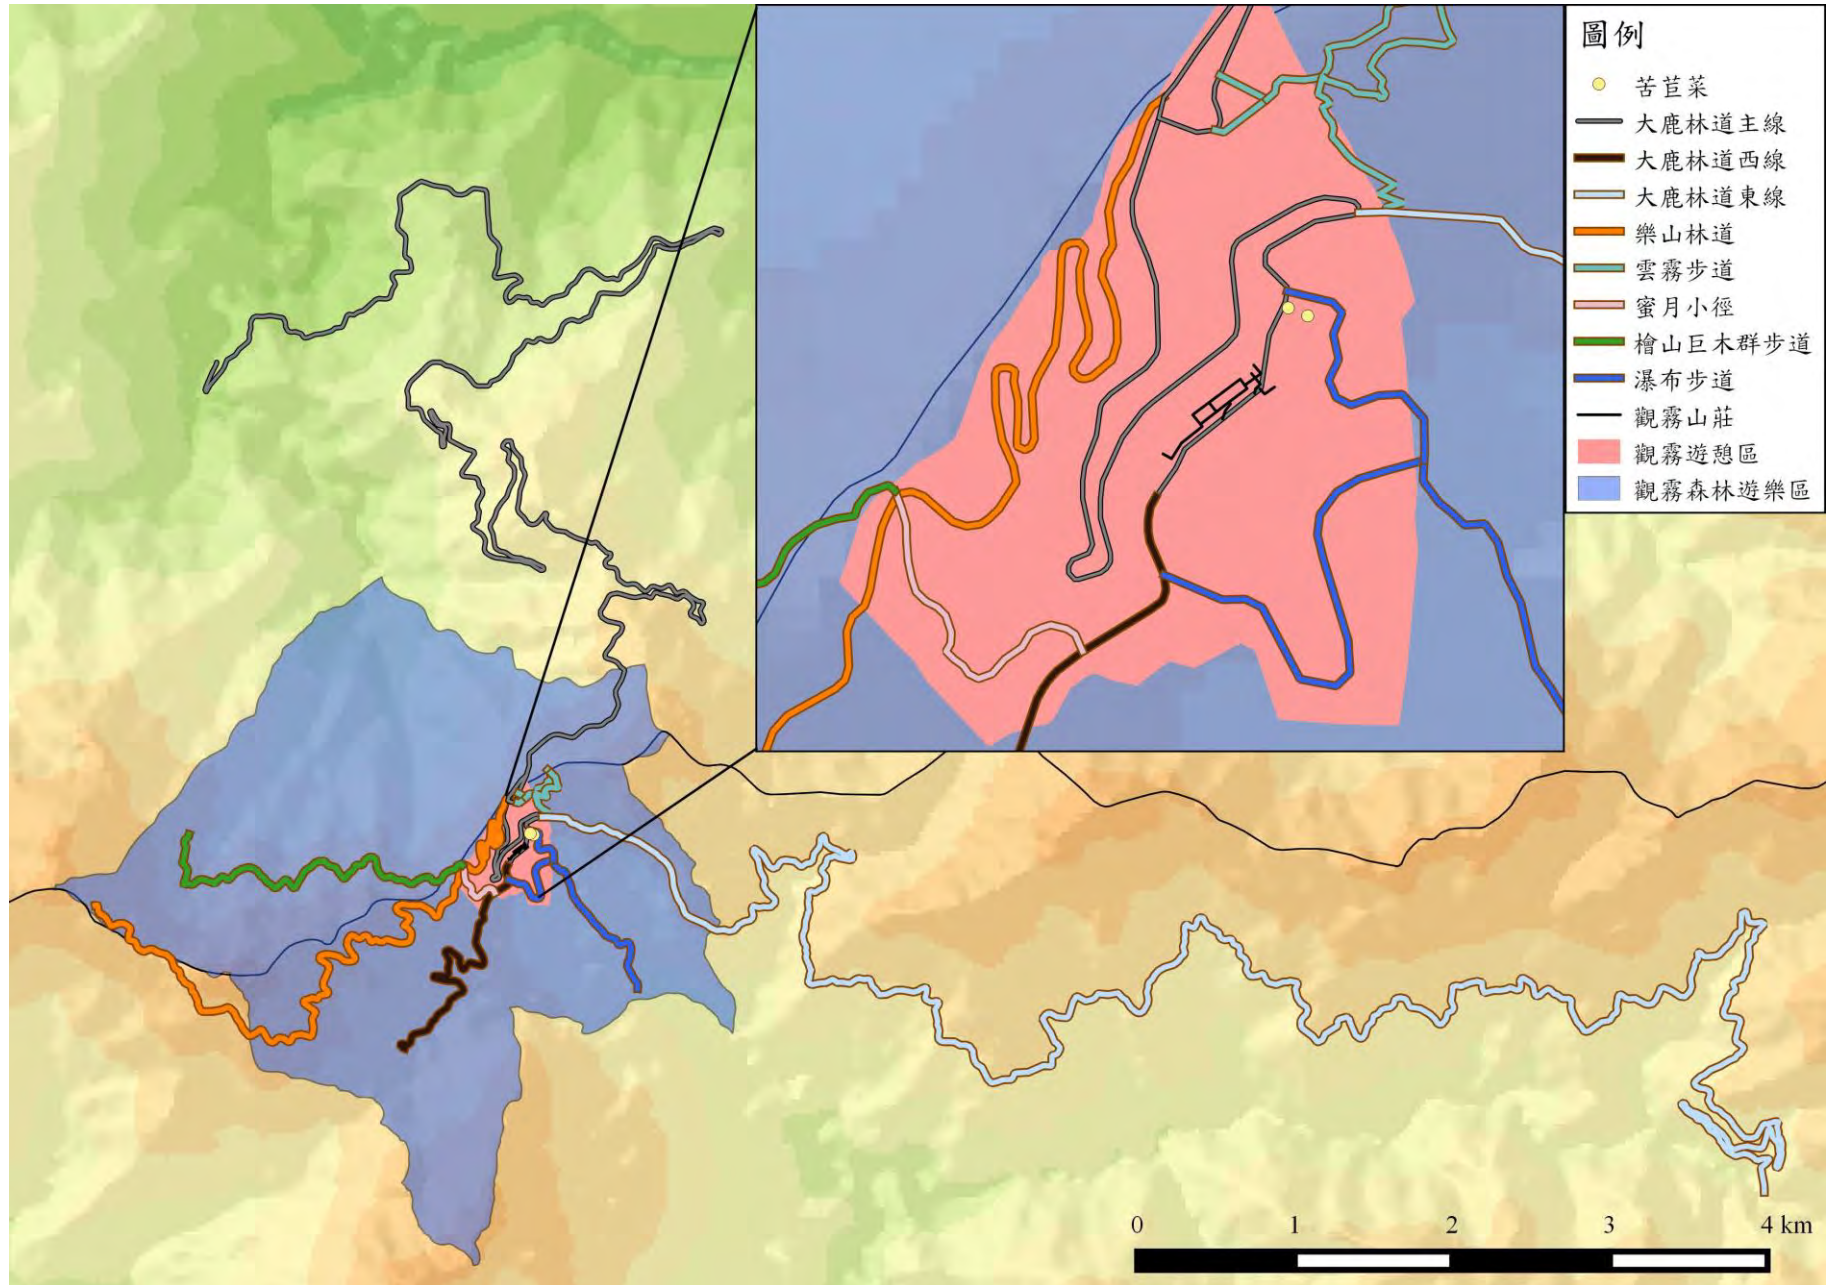 圖例
苦苣菜
大鹿林道主線
大鹿林道西線
大鹿林道東線
樂山林道
雲霧步道
蜜月小徑
檜山巨木群步道
瀑布步道
觀霧山莊
觀霧遊憩區
觀霧森林遊樂區
0 1 2 3 4 km